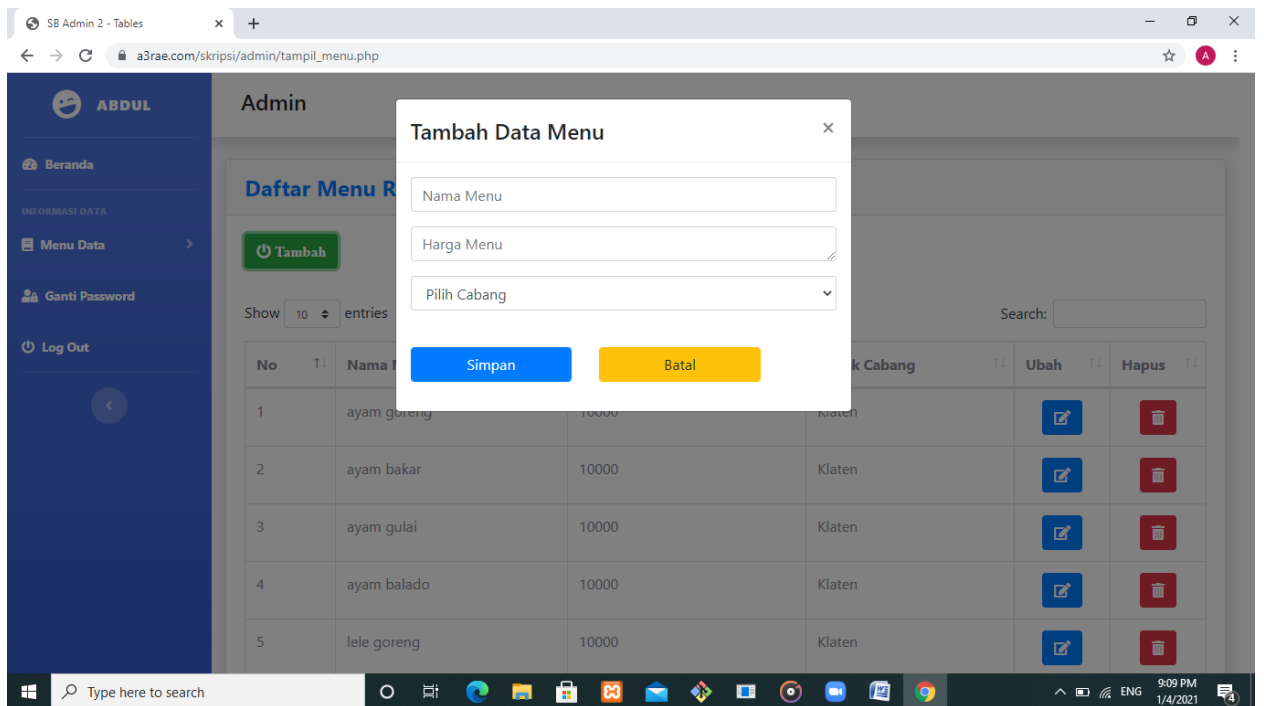 SB Admin 2 - Tables
a3rae.com/skripsi/admin/tampil_menu.php
A
ABDUL
Beranda
INFORMASI DATA
Menu Data
Ganti Password
Log Out
Admin
Daftar Menu R
Tambah
Show 10 entries
Search:
Tambah Data Menu
Nama Menu
Harga Menu
Pilih Cabang
Simpan Batal
No Nama k Cabang Ubah Hapus
1 ayam goreng 10000 Klaten
2 ayam bakar 10000 Klaten
3 ayam gulai 10000 Klaten
4 ayam balado 10000 Klaten
5 lele goreng 10000 Klaten
Type here to search
ENG
9:09 PM
1/4/2021
4